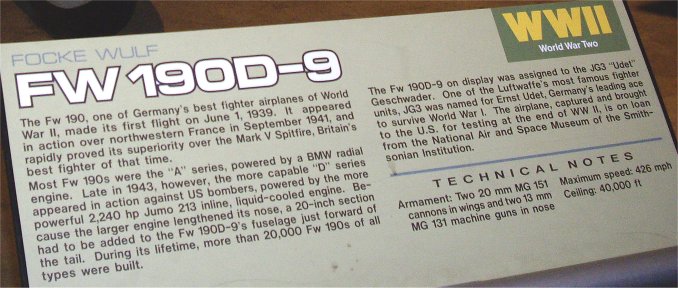 FOCKE WULF
FW 190D-9
The Fw 190, one of Germany's best fighter airplanes of World
War II, made its first flight on June 1, 1939. It appeared
in action over northwestern France in September 1941, and
rapidly proved its superiority over the Mark V Spitfire, Britain's
best fighter of that time.
Most Fw 190s were the "A" series, powered by a BMW radial
engine. Late in 1943, however, the more capable "D" series
appeared in action against US bombers, powered by the more
powerful 2,240 hp Jumo 213 inline, liquid-cooled engine. Be-
cause the larger engine lengthened its nose, a 20-inch section
had to be added to the Fw 190D-9's fuselage just forward of
the tail. During its lifetime, more than 20,000 Fw 190s of all
types were built.
WWII
World War Two
The Fw 190D-9 on display was assigned to the JG3 "Udet"
Geschwader. One of the Luftwaffe's most famous fighter
units, JG3 was named for Ernst Udet, Germany's leading ace
to survive World War I. The airplane, captured and brought
to the U.S. for testing at the end of WW II, is on loan
from the National Air and Space Museum of the Smith-
sonian Institution.
TECHNICAL NOTES
Armament: Two 20 mm MG 151
cannons in wings and two 13 mm
MG 131 machine guns in nose
Maximum speed: 426 mph
Ceiling: 40,000 ft